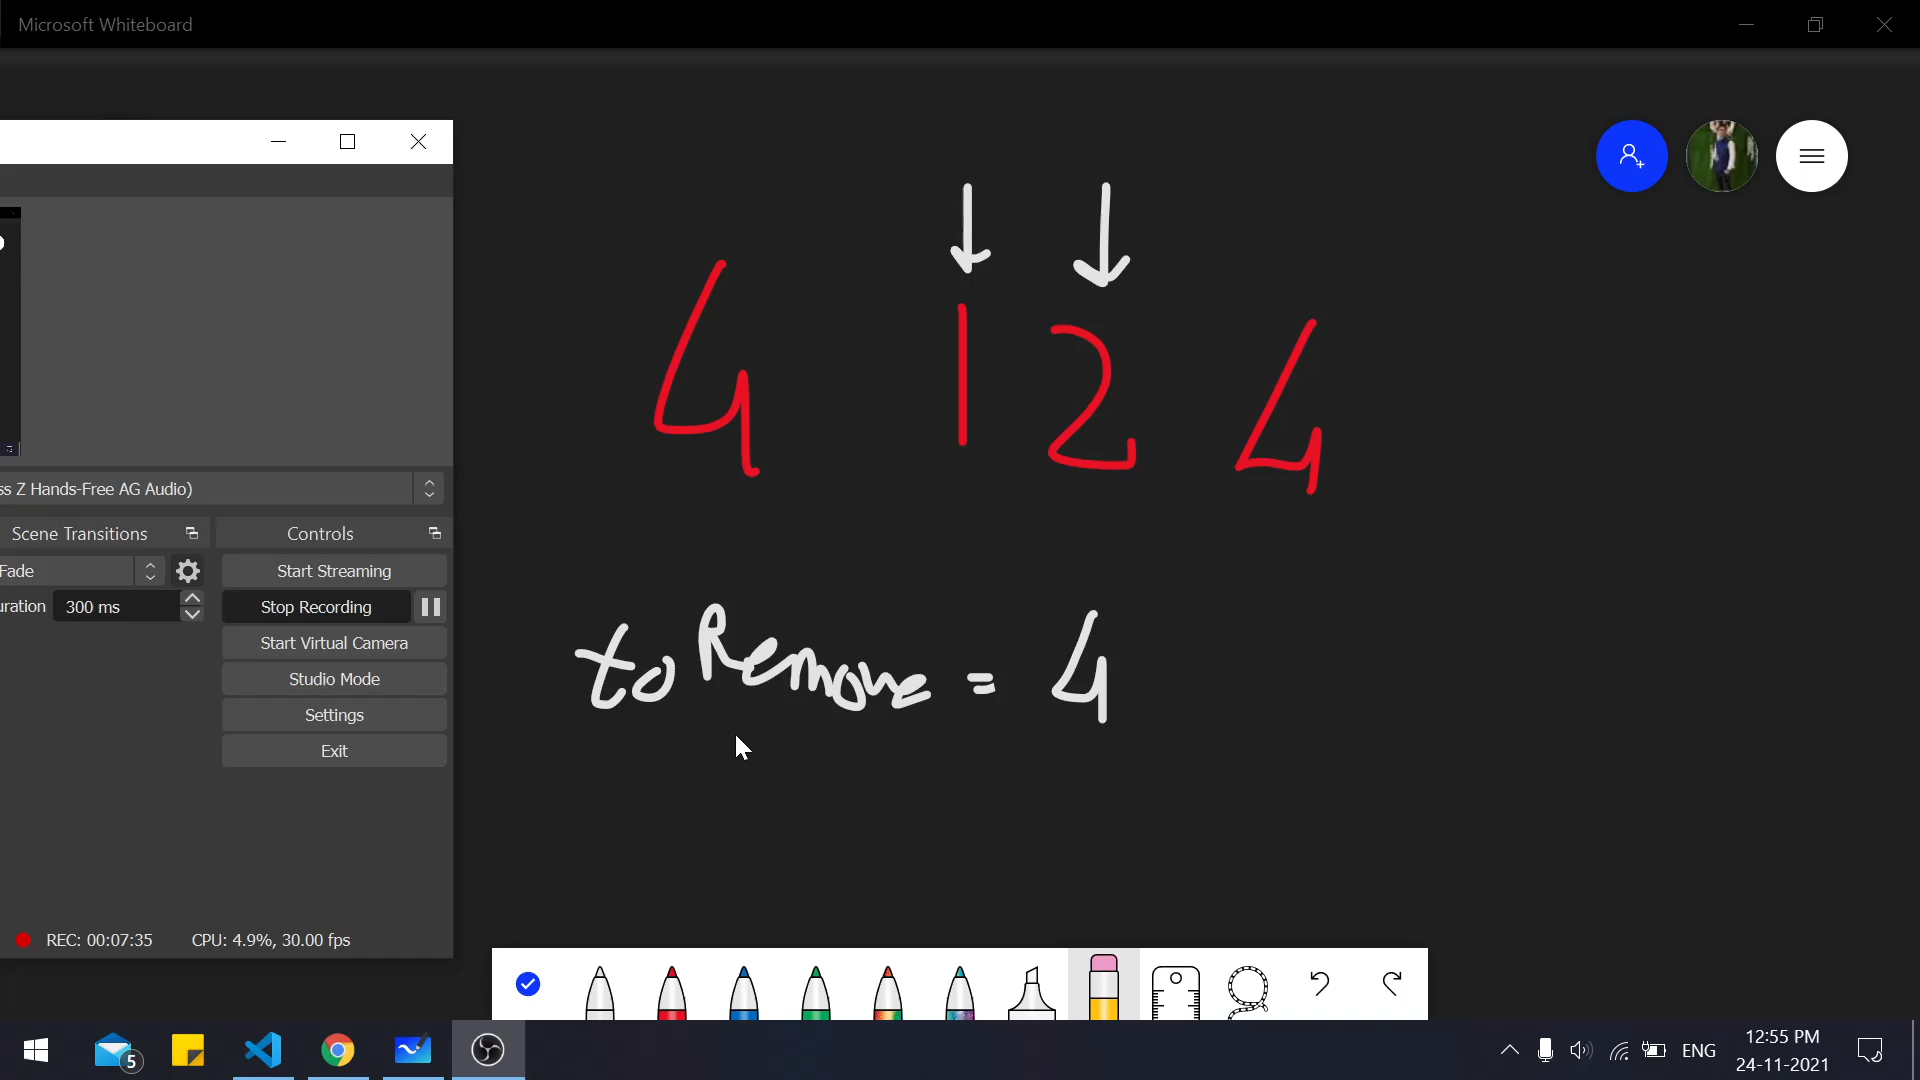 Microsoft Whiteboard
4 1 2 4
toRemove = 4
ss Z Hands-Free AG Audio)
Scene Transitions
Controls
Fade
Start Streaming
uration 300 ms
Stop Recording
Start Virtual Camera
Studio Mode
Settings
Exit
REC: 00:07:35
CPU: 4.9%, 30.00 fps
5
ENG
12:55 PM
24-11-2021